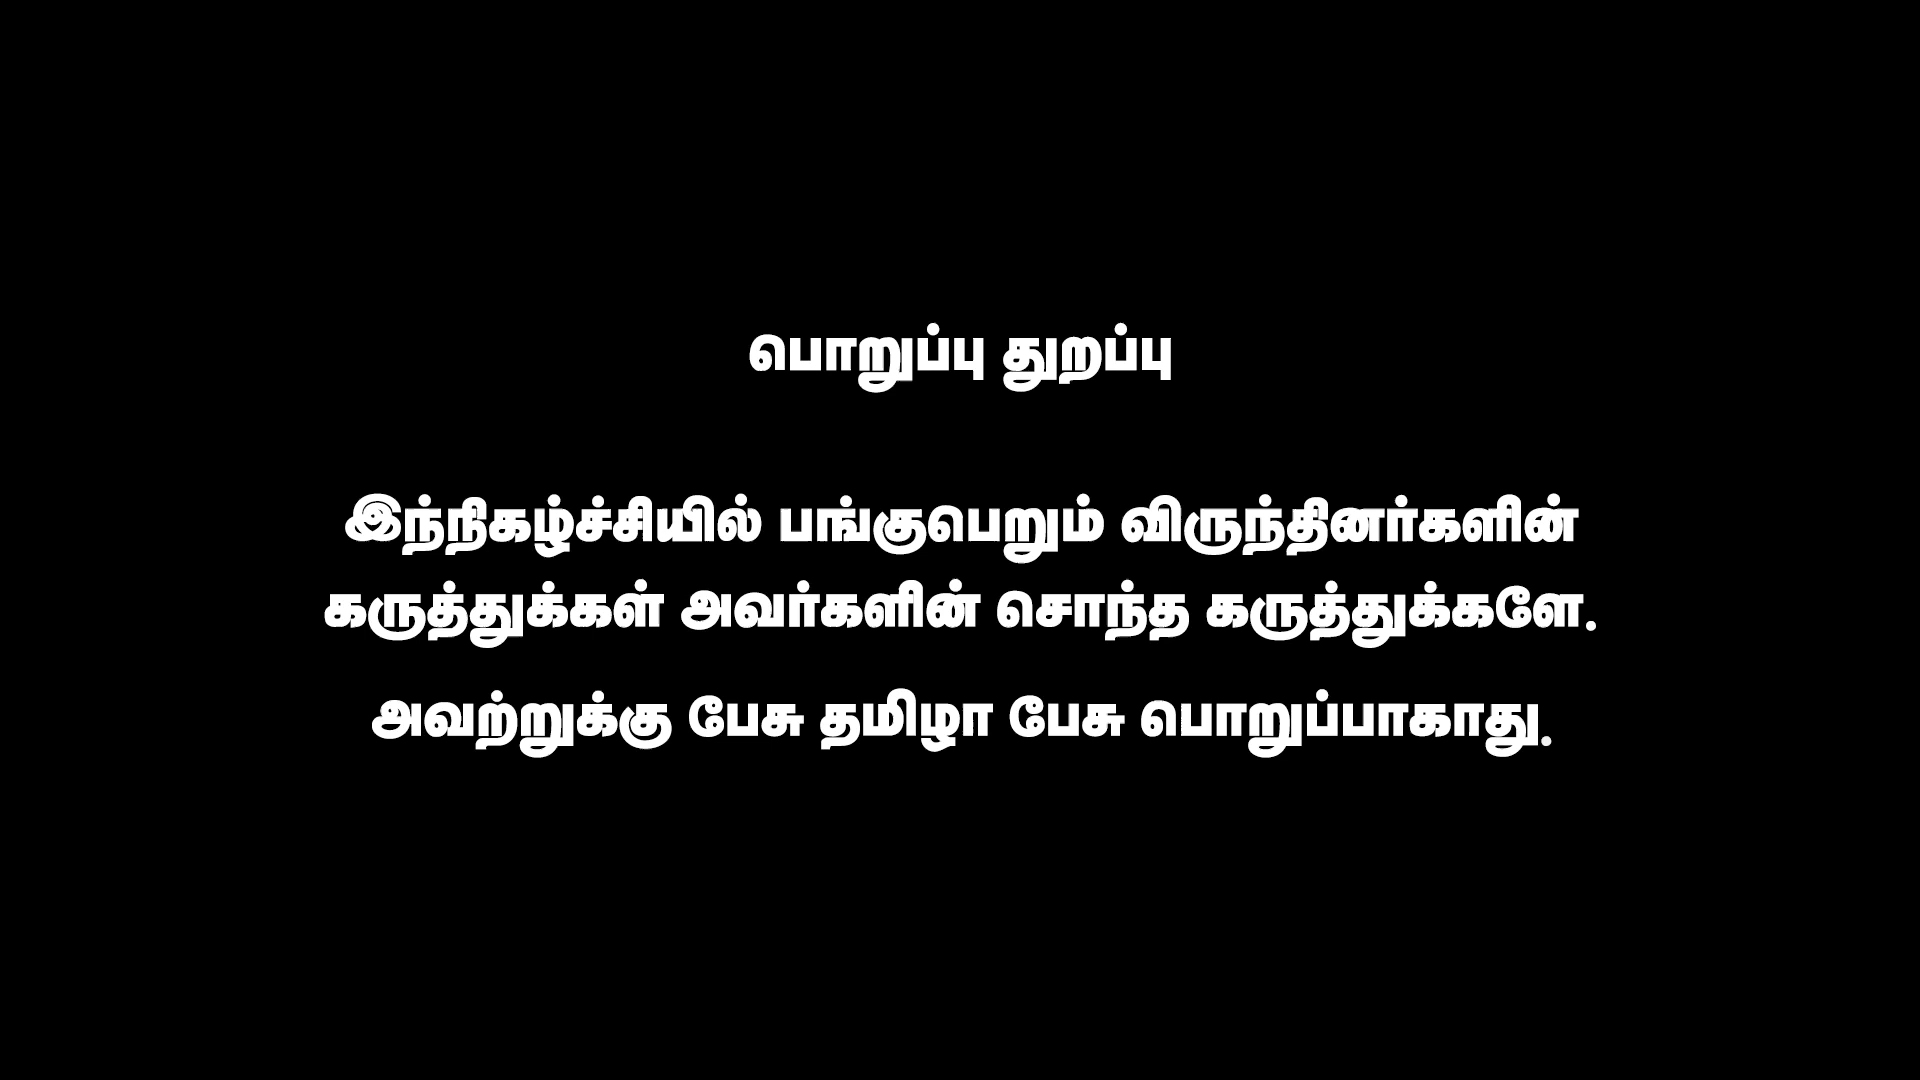 பொறுப்பு துறப்பு
இந்நிகழ்ச்சியில் பங்குபெறும் விருந்தினர்களின்
கருத்துக்கள் அவர்களின் சொந்த கருத்துக்களே.
அவற்றுக்கு பேசு தமிழா பேசு பொறுப்பாகாது.